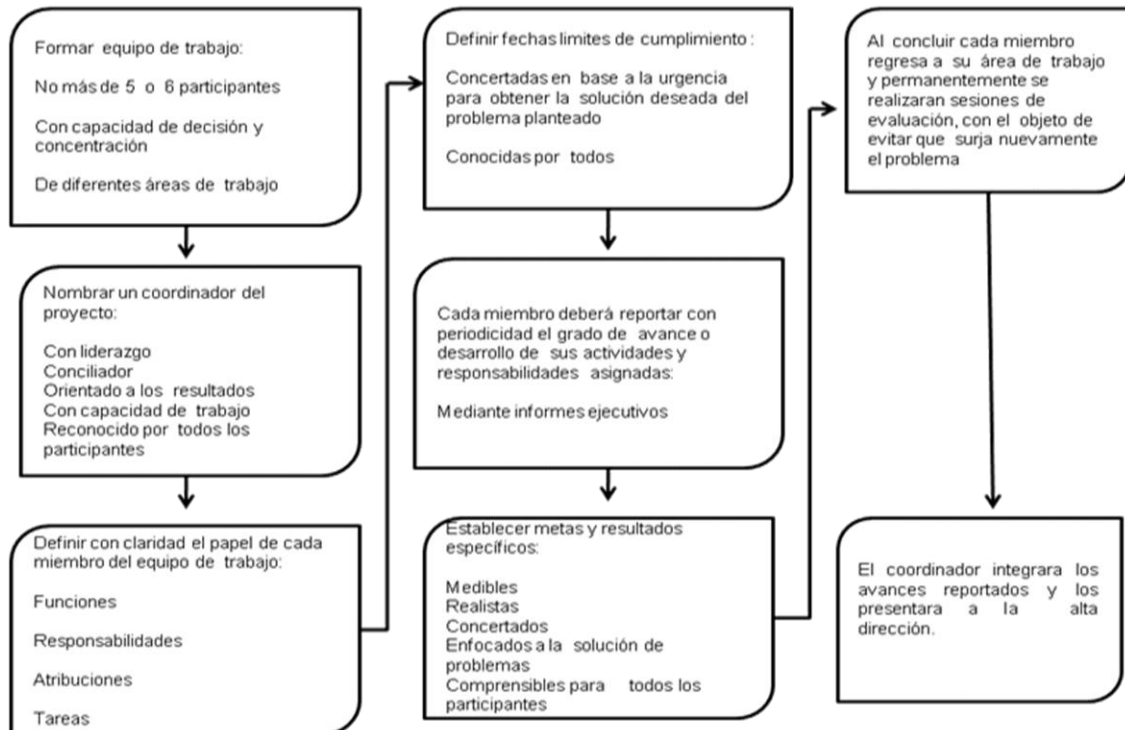 Formar equipo de trabajo:
No más de 5 o 6 participantes
Con capacidad de decisión y
concentración
De diferentes áreas de trabajo
Nombrar un coordinador del
proyecto:
Con liderazgo
Conciliador
Orientado a los resultados
Con capacidad de trabajo
Reconocido por todos los
participantes
Definir con claridad el papel de cada
miembro del equipo de trabajo:
Funciones
Responsabilidades
Atribuciones
Tareas
Definir fechas limites de cumplimiento :
Concertadas en base a la urgencia
para obtener la solución deseada del
problema planteado
Conocidas por todos
Cada miembro deberá reportar con
periodicidad el grado de avance o
desarrollo de sus actividades y
responsabilidades asignadas:
Mediante informes ejecutivos
Establecer metas y resultados
específicos:
Medibles
Realistas
Concertados
Enfocados a la solución de
problemas
Comprensibles para todos los
participantes
Al concluir cada miembro
regresa a su área de trabajo
y permanentemente se
realizaran sesiones de
evaluación, con el objeto de
evitar que surja nuevamente
el problema
El coordinador integrara los
avances reportados y los
presentara a la alta
dirección.